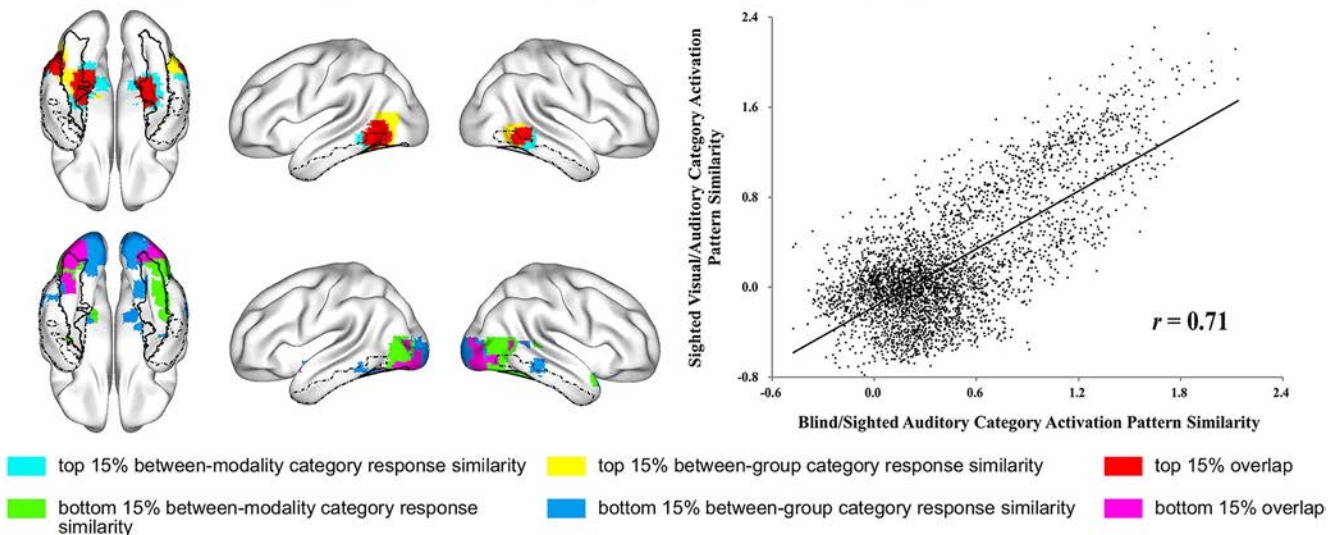 2.4
1.6
0.8
0.0
-0.8
Sighted Visual/Auditory Category Activation
Pattern Similarity
r = 0.71
-0.6 0.0 0.6 1.2 1.8 2.4
Blind/Sighted Auditory Category Activation Pattern Similarity
top 15% between-modality category response similarity
top 15% between-group category response similarity
top 15% overlap
bottom 15% between-modality category response
similarity
bottom 15% between-group category response similarity
bottom 15% overlap